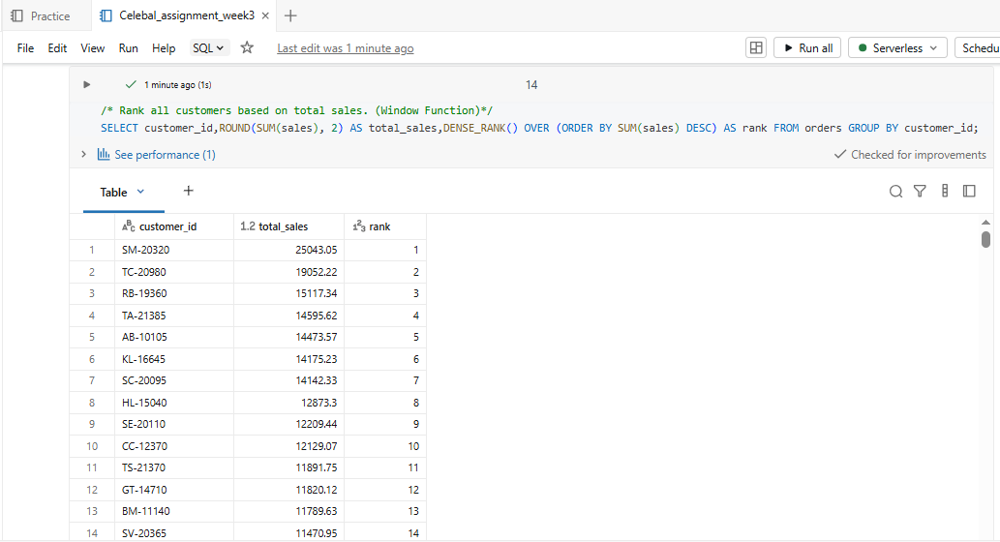 Practice Celebal_assignment_week3
File Edit View Run Help SQL Last edit was 1 minute ago Run all Serverless Schedu
1 minute ago (1s) 14
/* Rank all customers based on total sales. (Window Function)*/
SELECT customer_id,ROUND(SUM(sales), 2) AS total_sales,DENSE_RANK() OVER (ORDER BY SUM(sales) DESC) AS rank FROM orders GROUP BY customer_id;
See performance (1) Checked for improvements
Table
customer_id 1.2 total_sales rank
1 SM-20320 25043.05 1
2 TC-20980 19052.22 2
3 RB-19360 15117.34 3
4 TA-21385 14595.62 4
5 AB-10105 14473.57 5
6 KL-16645 14175.23 6
7 SC-20095 14142.33 7
8 HL-15040 12873.3 8
9 SE-20110 12209.44 9
10 CC-12370 12129.07 10
11 TS-21370 11891.75 11
12 GT-14710 11820.12 12
13 BM-11140 11789.63 13
14 SV-20365 11470.95 14